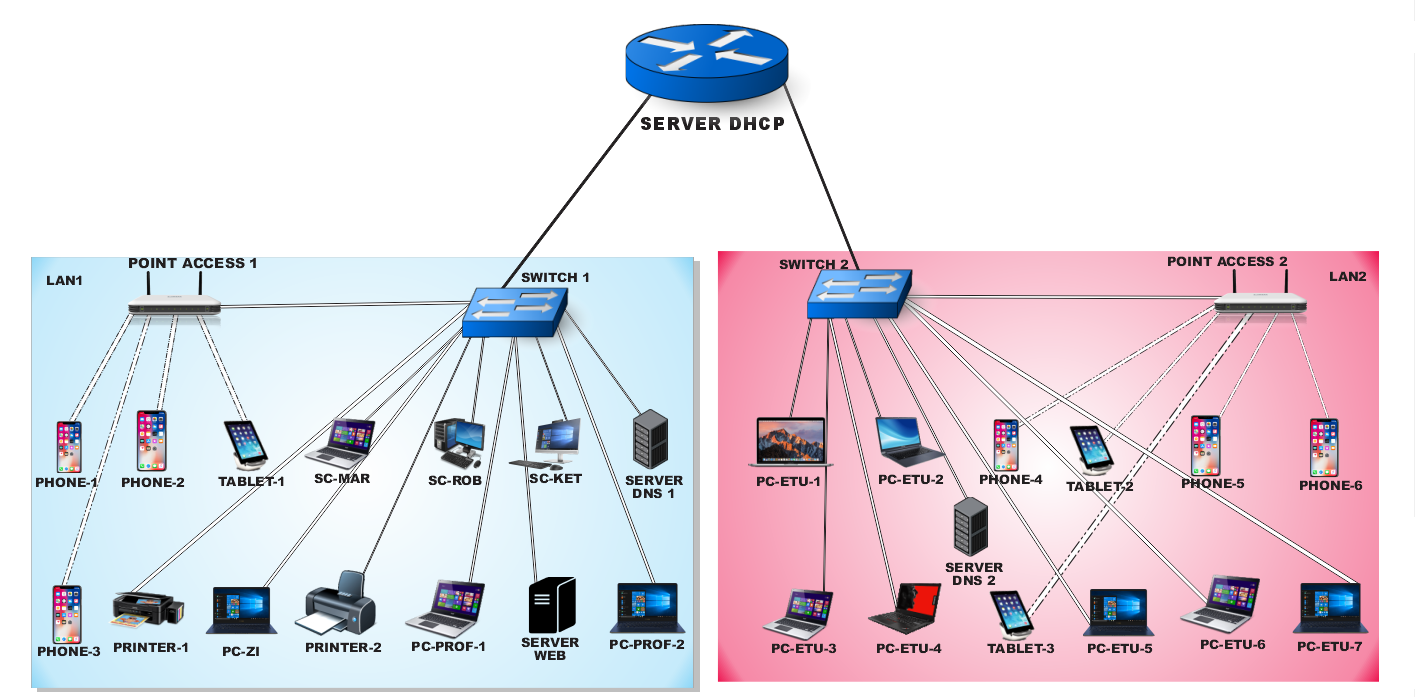 SERVER DHCP
LAN1
POINT ACCESS 1
SWITCH 1
PHONE-1
PHONE-2
TABLET-1
SC-MAR
SC-ROB
SC-KET
SERVER
DNS 1
PHONE-3
PRINTER-1
PC-ZI
PRINTER-2
PC-PROF-1
SERVER
WEB
PC-PROF-2
SWITCH 2
POINT ACCESS 2
LAN2
PC-ETU-1
PC-ETU-2
PHONE-4
TABLET-2
PHONE-5
PHONE-6
SERVER
DNS 2
PC-ETU-3
PC-ETU-4
TABLET-3
PC-ETU-5
PC-ETU-6
PC-ETU-7